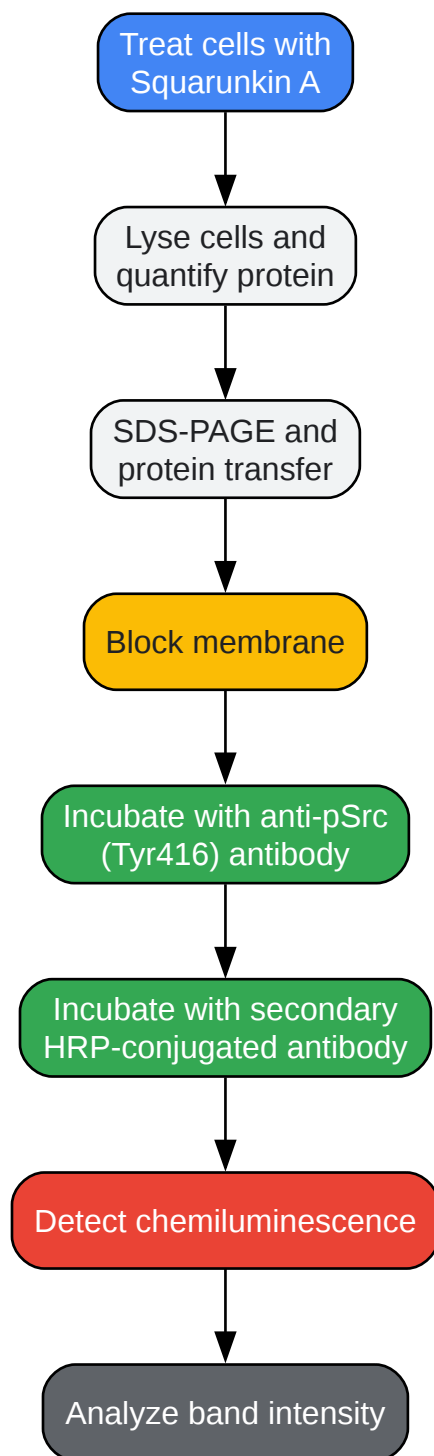 Treat cells with
Squarunkin A
Lyse cells and
quantify protein
SDS-PAGE and
protein transfer
Block membrane
Incubate with anti-pSrc
(Tyr416) antibody
Incubate with secondary
HRP-conjugated antibody
Detect chemiluminescence
Analyze band intensity